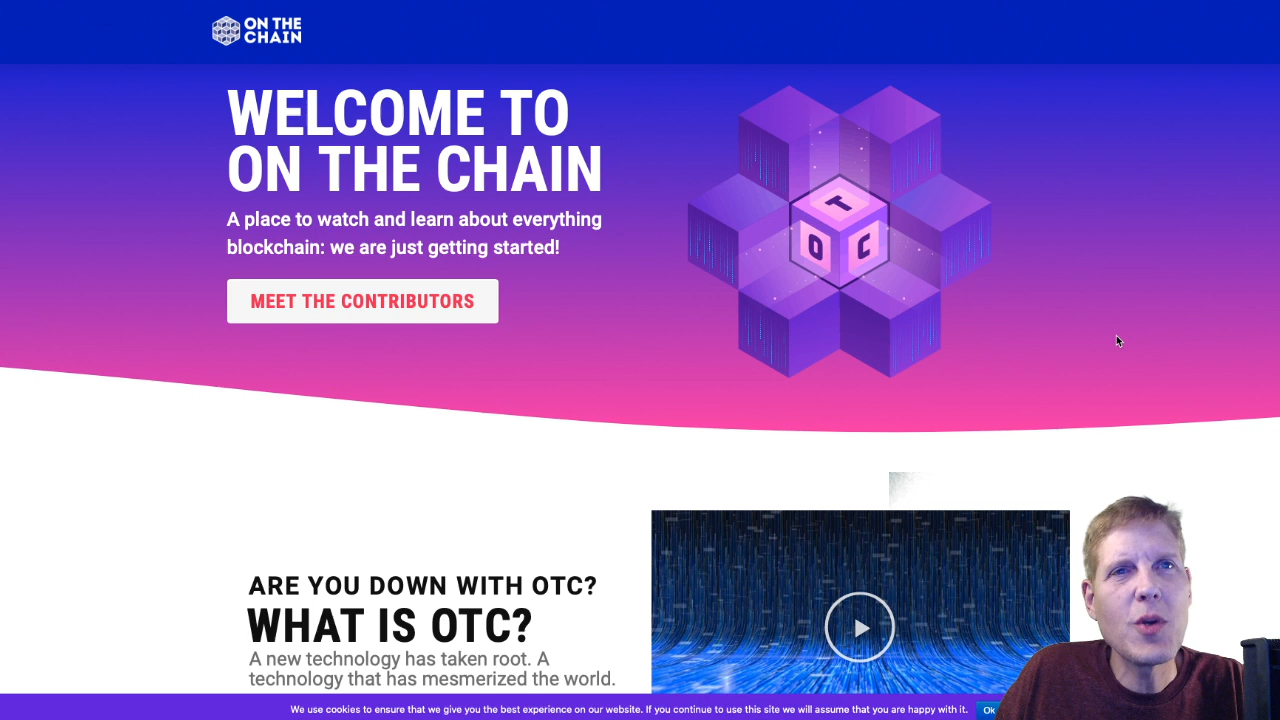 ON THE
CHAIN
WELCOME TO
ON THE CHAIN
A place to watch and learn about everything
blockchain: we are just getting started!
MEET THE CONTRIBUTORS
T
O C
ARE YOU DOWN WITH OTC?
WHAT IS OTC?
A new technology has taken root. A
technology that has mesmerized the world.
We use cookies to ensure that we give you the best experience on our website. If you continue to use this site we will assume that you are happy with it. Ok